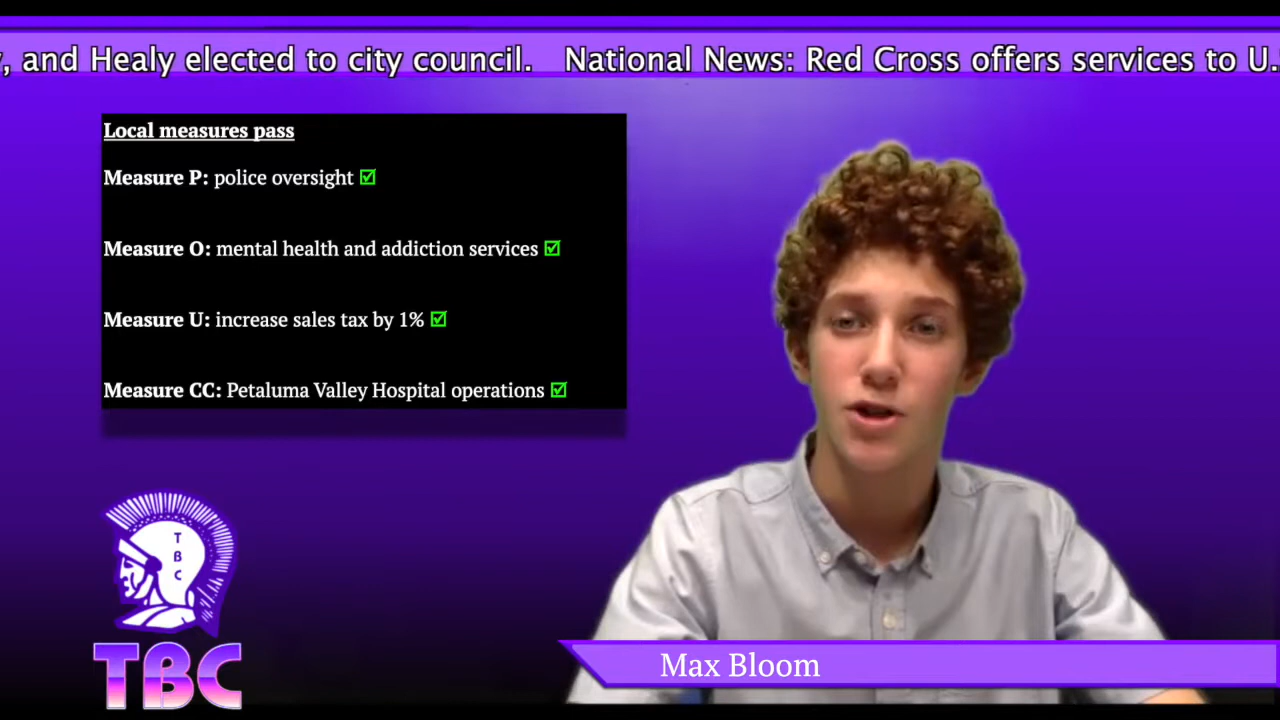 , and Healy elected to city council. National News: Red Cross offers services to U.
Local measures pass
Measure P: police oversight
Measure O: mental health and addiction services
Measure U: increase sales tax by 1%
Measure CC: Petaluma Valley Hospital operations
T
B
C
TBC
Max Bloom